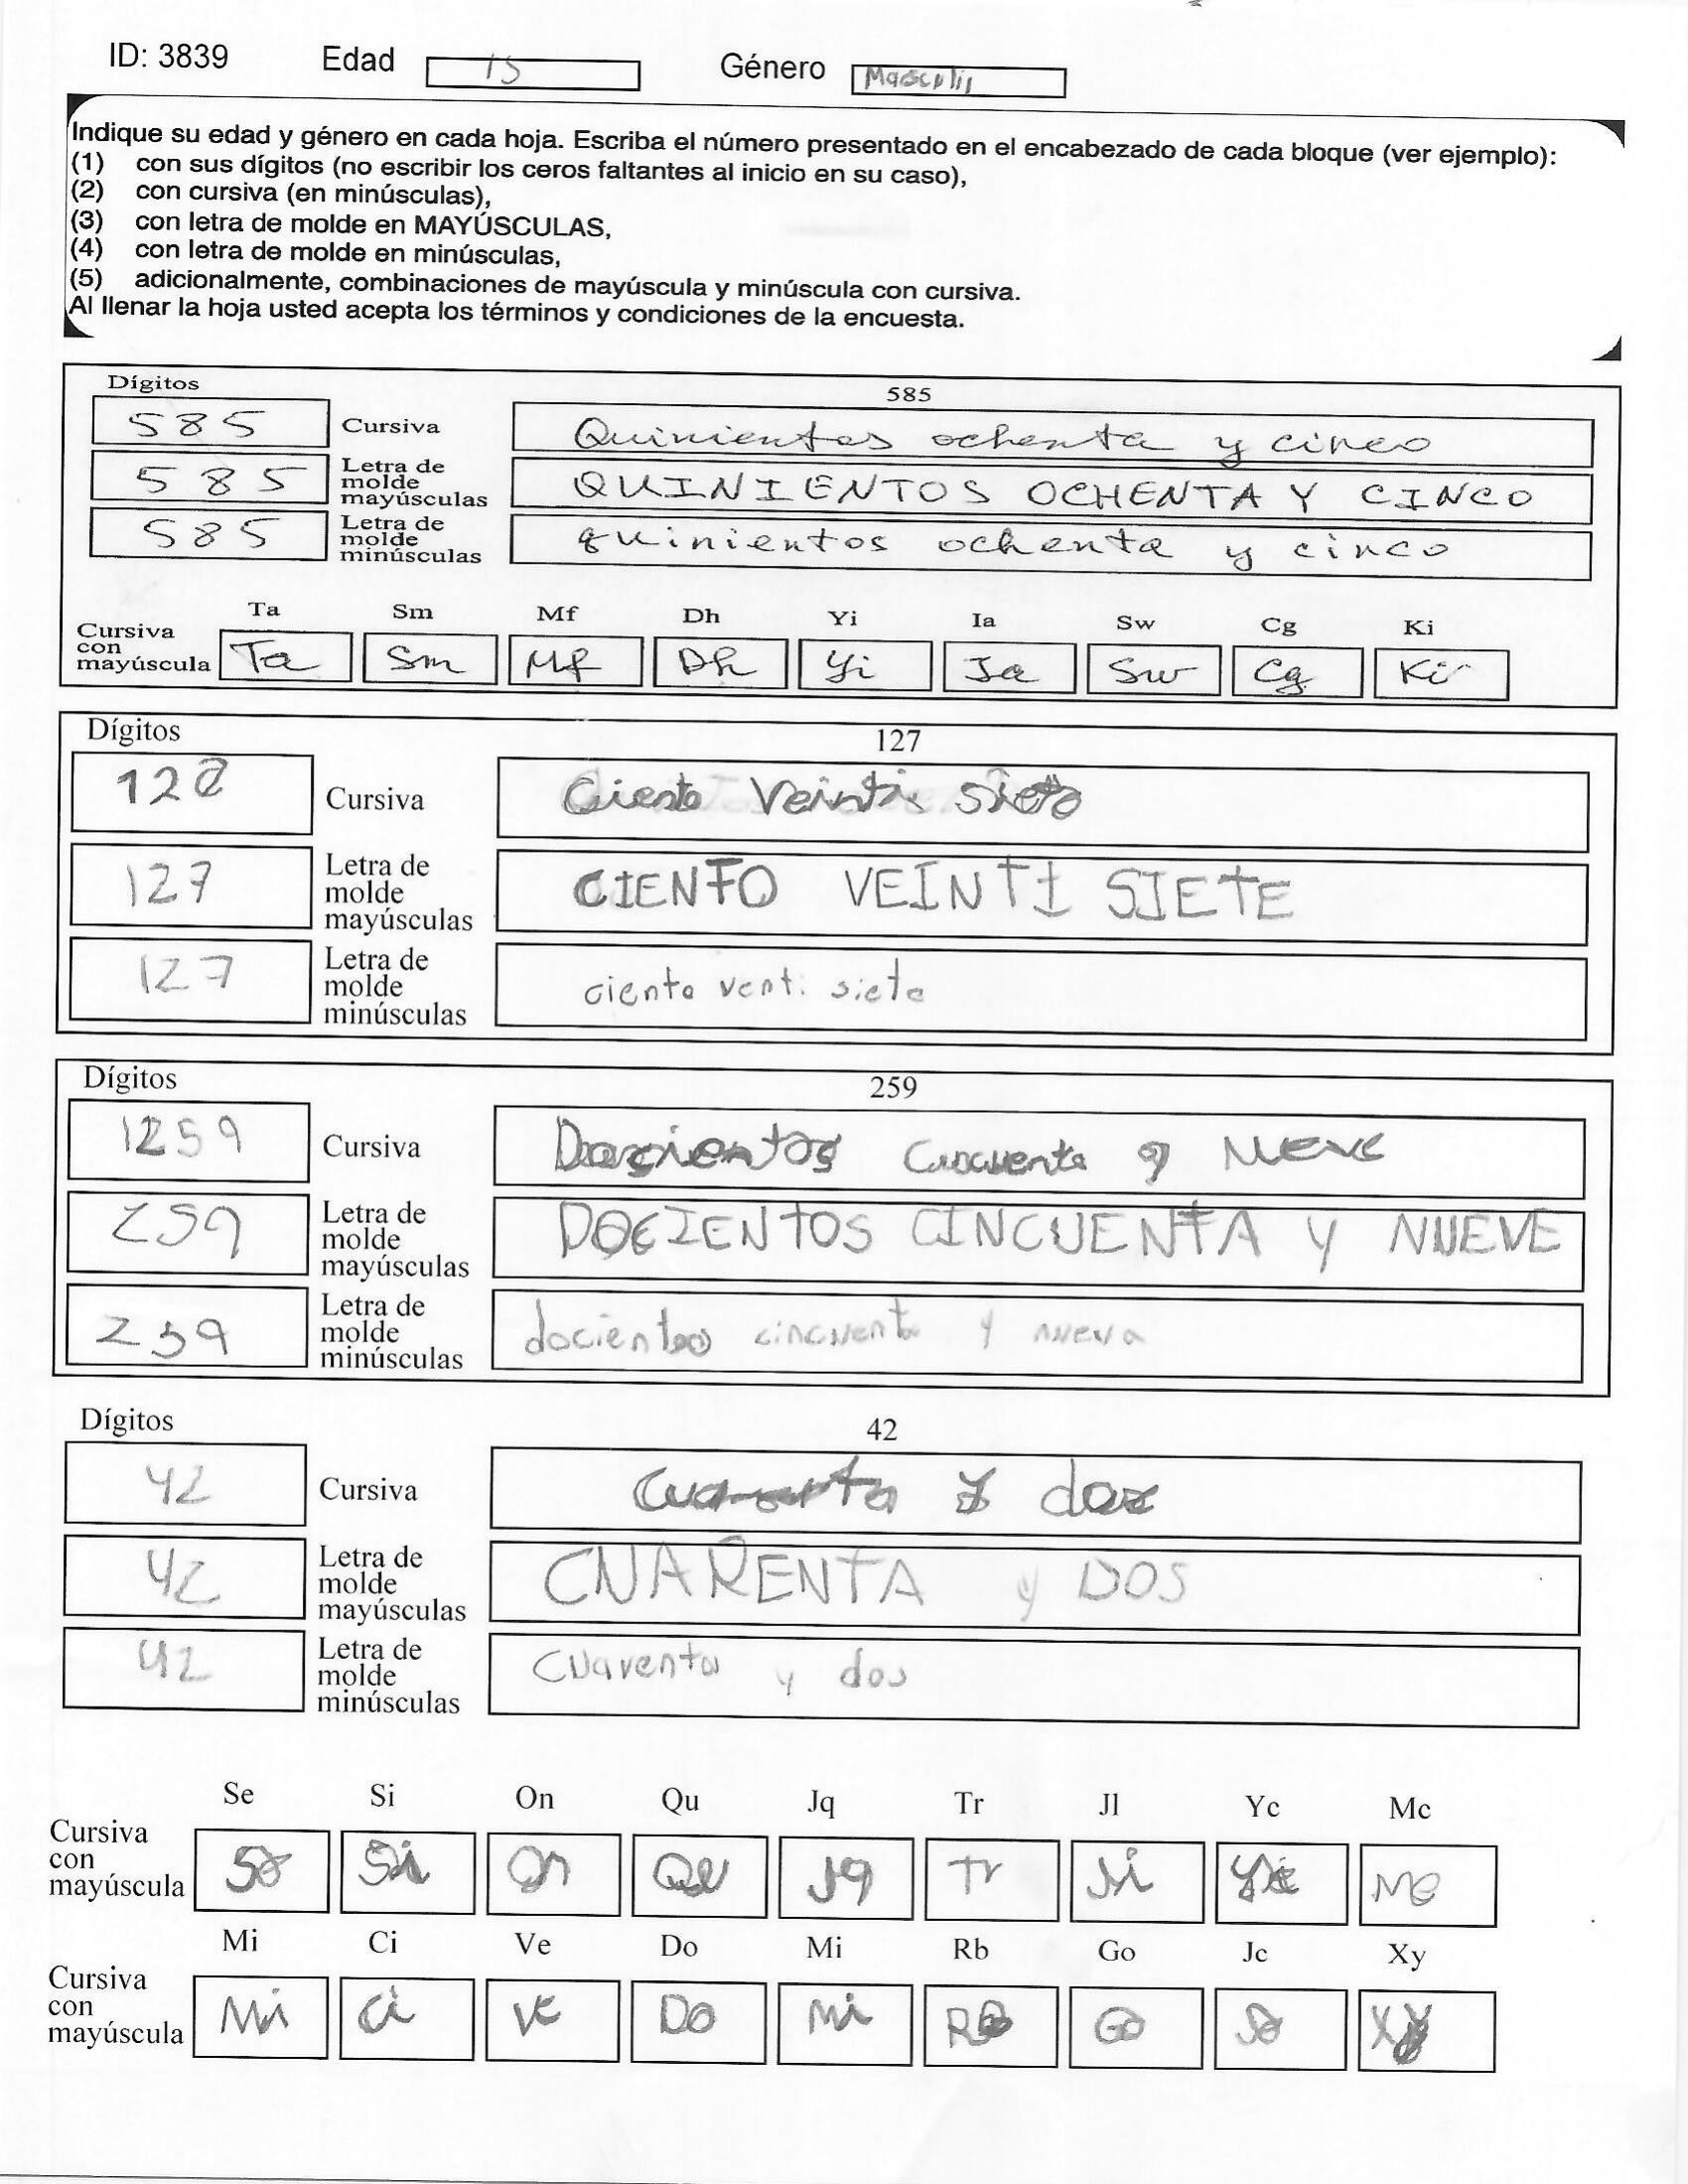 ID: 3839 Edad 15 Género Masculi
Indique su edad y género en cada hoja. Escriba el número presentado en el encabezado de cada bloque (ver ejemplo):
(1) con sus dígitos (no escribir los ceros faltantes al inicio en su caso),
(2) con cursiva (en minúsculas),
(3) con letra de molde en MAYÚSCULAS,
(4) con letra de molde en minúsculas,
(5) adicionalmente, combinaciones de mayúscula y minúscula con cursiva.
Al llenar la hoja usted acepta los términos y condiciones de la encuesta.
Dígitos 585
585 Cursiva Quinientos ochenta y cinco
585 Letra de molde mayúsculas QUINIENTOS OCHENTA Y CINCO
585 Letra de molde minúsculas quinientos ochenta y cinco
Ta Sm Mf Dh Yi Ia Sw Cg Ki
Cursiva con mayúscula Ta Sm Mf Dh Yi Ia Sw Cg Ki
Dígitos 127
127 Cursiva Ciento Veinti siete
127 Letra de molde mayúsculas CIENTO VEINTI SIETE
127 Letra de molde minúsculas ciento venti siete
Dígitos 259
1259 Cursiva Docientos Cincuenta y Nueve
259 Letra de molde mayúsculas DOCIENTOS CINCUENTA y NUEVE
259 Letra de molde minúsculas docientos cincuenta y nueva
Dígitos 42
42 Cursiva Cuarenta y dos
42 Letra de molde mayúsculas CUARENTA y DOS
42 Letra de molde minúsculas Cuarenta y dos
Se Si On Qu Jq Tr Jl Yc Mc
Cursiva con mayúscula Se Si On Qu Jq Tr Ji Yc Mc
Mi Ci Ve Do Mi Rb Go Jc Xy
Cursiva con mayúscula Mi Ci Ve Do Mi Rb Go Xy